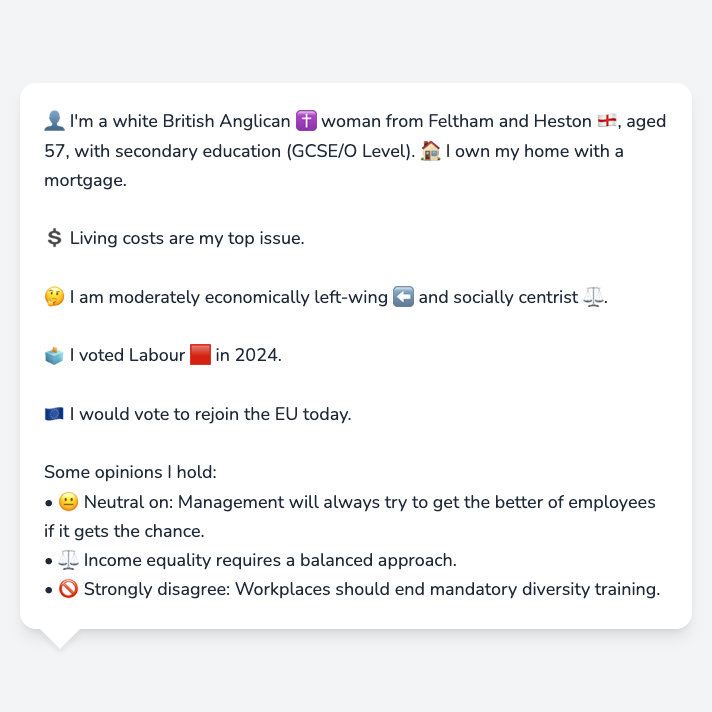 👤 I'm a white British Anglican ✝️ woman from Feltham and Heston 🏴󠁧󠁢󠁥󠁮󠁧󠁿, aged
57, with secondary education (GCSE/O Level). 🏠 I own my home with a
mortgage.
💲 Living costs are my top issue.
🤔 I am moderately economically left-wing ⬅️ and socially centrist ⚖️.
🗳️ I voted Labour 🟥 in 2024.
🇪🇺 I would vote to rejoin the EU today.
Some opinions I hold:
• 😐 Neutral on: Management will always try to get the better of employees
if it gets the chance.
• ⚖️ Income equality requires a balanced approach.
• 🚫 Strongly disagree: Workplaces should end mandatory diversity training.